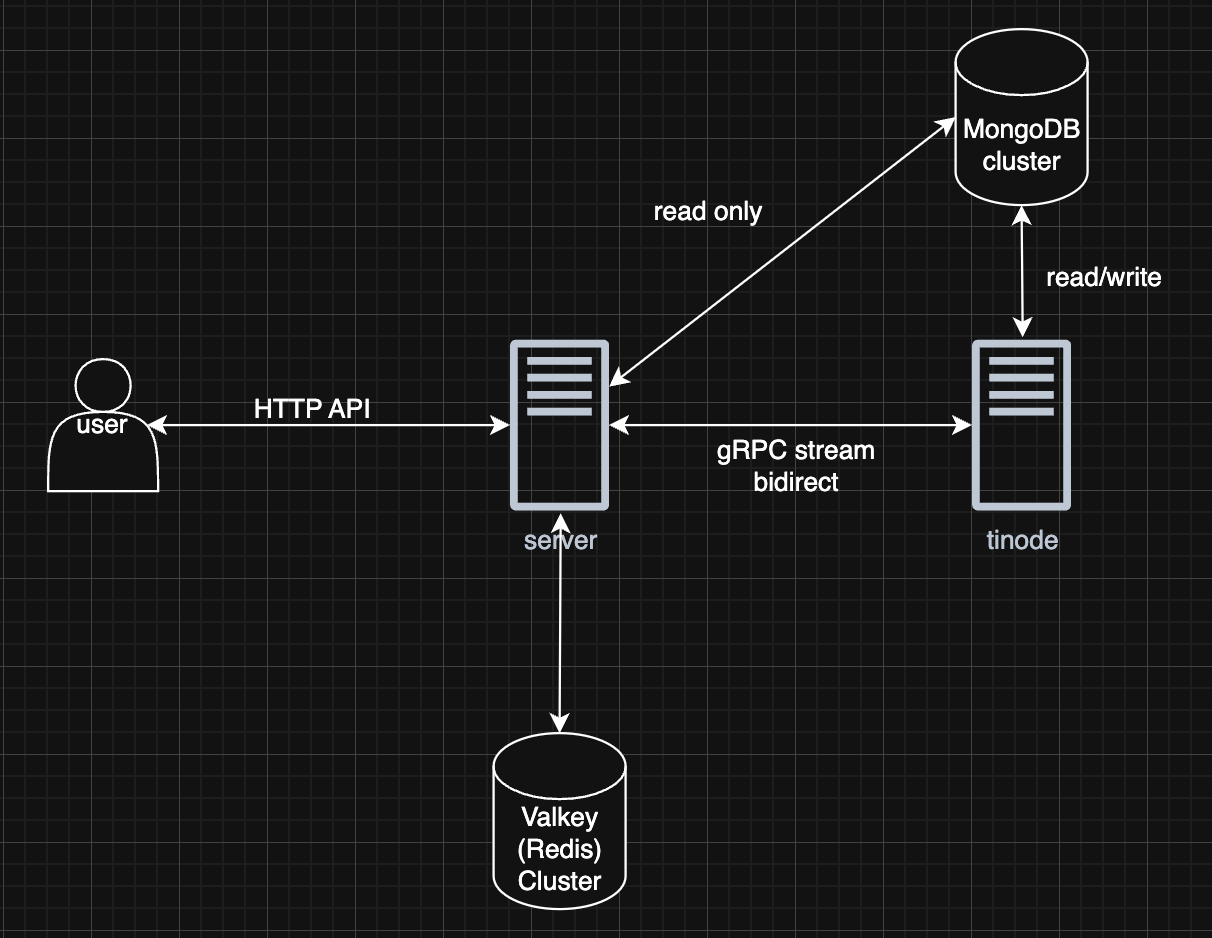 MongoDB
cluster
read only
read/write
user
HTTP API
gRPC stream
bidirect
server
tinode
Valkey
(Redis)
Cluster